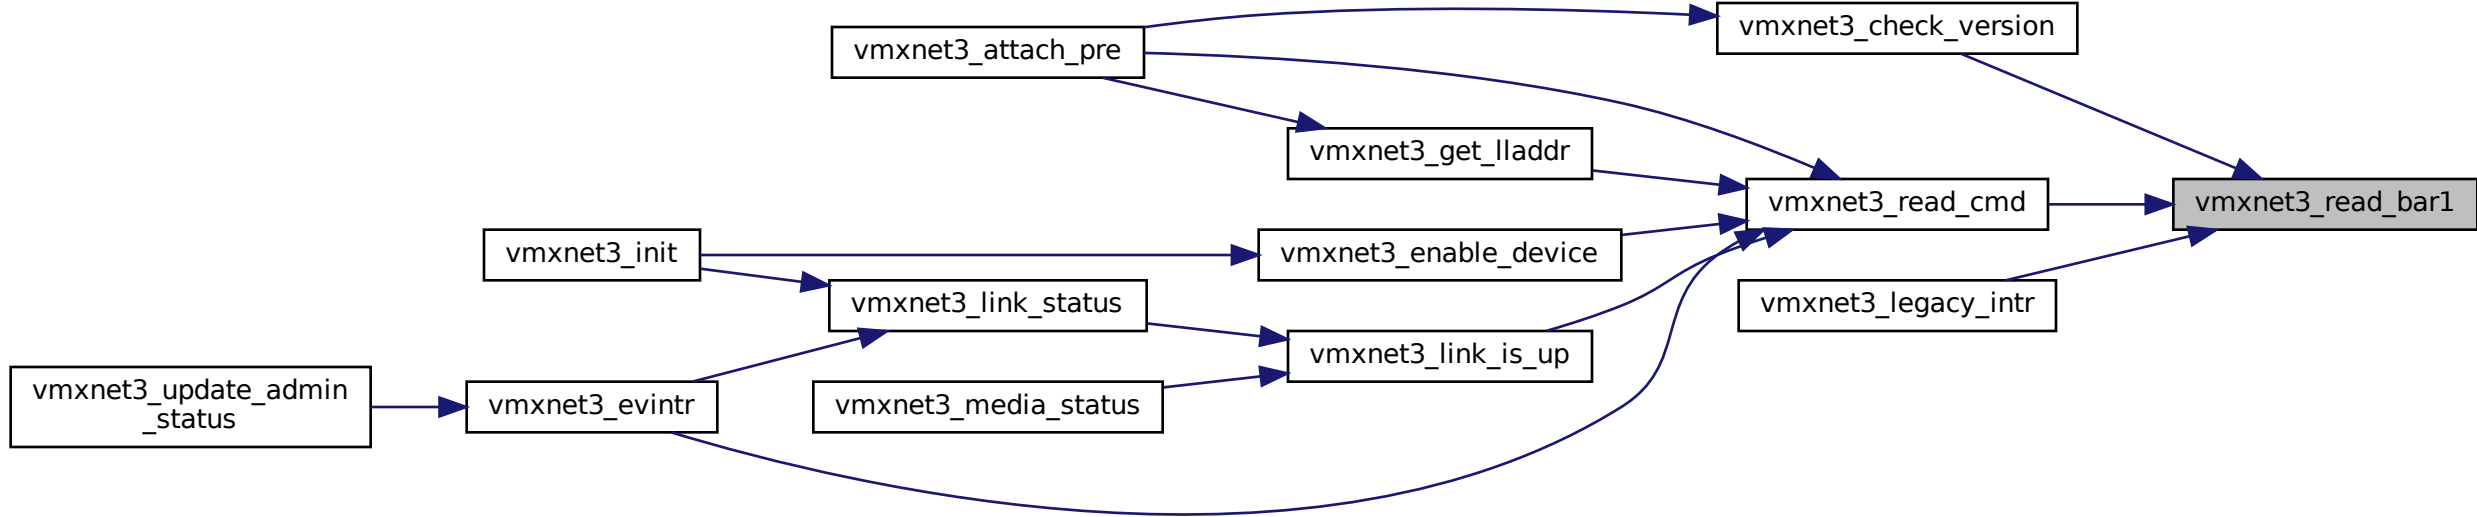 vmxnet3_check_version
vmxnet3_attach_pre
vmxnet3_get_lladdr
vmxnet3_read_cmd
vmxnet3_read_bar1
vmxnet3_init
vmxnet3_enable_device
vmxnet3_link_status
vmxnet3_legacy_intr
vmxnet3_link_is_up
vmxnet3_update_admin
_status
vmxnet3_evintr
vmxnet3_media_status